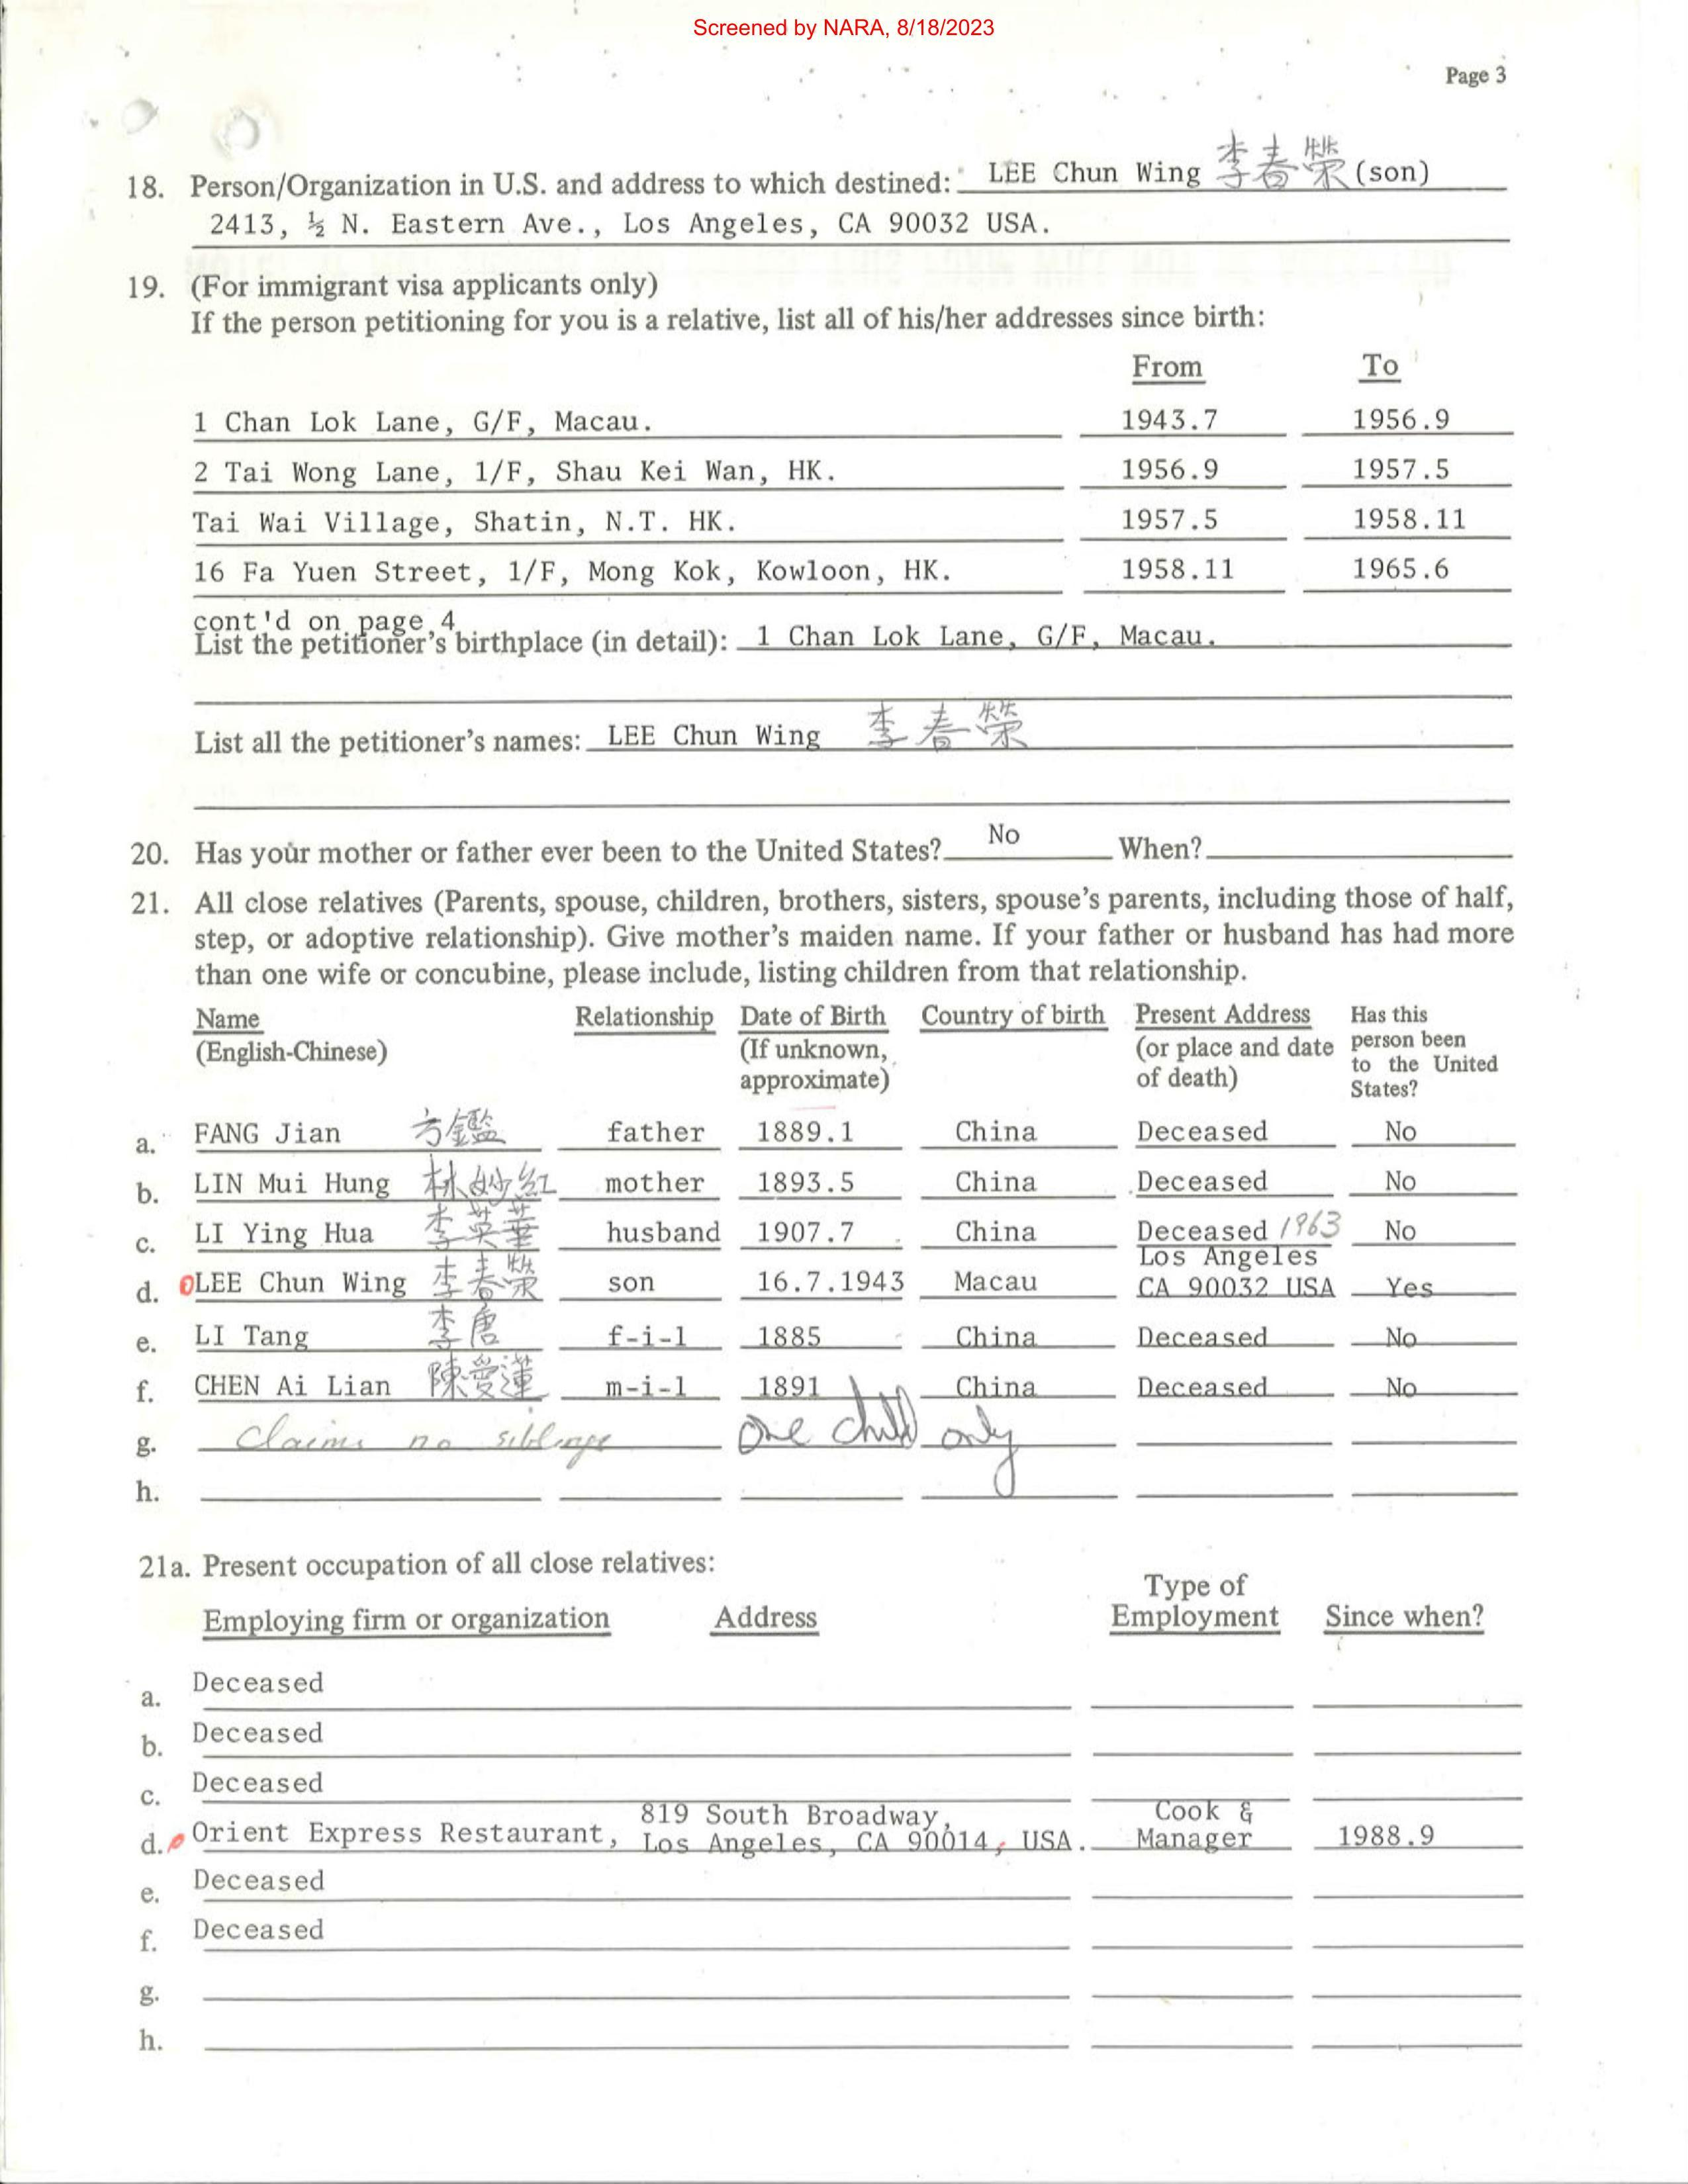 Screened by NARA, 8/18/2023
Page 3
18. Person/Organization in U.S. and address to which destined: LEE Chun Wing 李春榮 (son)
2413, ½ N. Eastern Ave., Los Angeles, CA 90032 USA.
19. (For immigrant visa applicants only)
If the person petitioning for you is a relative, list all of his/her addresses since birth:
From To
1 Chan Lok Lane, G/F, Macau. 1943.7 1956.9
2 Tai Wong Lane, 1/F, Shau Kei Wan, HK. 1956.9 1957.5
Tai Wai Village, Shatin, N.T. HK. 1957.5 1958.11
16 Fa Yuen Street, 1/F, Mong Kok, Kowloon, HK. 1958.11 1965.6
cont'd on page 4
List the petitioner's birthplace (in detail): 1 Chan Lok Lane, G/F, Macau.
List all the petitioner's names: LEE Chun Wing 李春榮
20. Has your mother or father ever been to the United States? No When?
21. All close relatives (Parents, spouse, children, brothers, sisters, spouse's parents, including those of half,
step, or adoptive relationship). Give mother's maiden name. If your father or husband has had more
than one wife or concubine, please include, listing children from that relationship.
Name Relationship Date of Birth Country of birth Present Address Has this
(English-Chinese) (If unknown, (or place and date person been
approximate) of death) to the United
States?
a. FANG Jian 方鑑 father 1889.1 China Deceased No
b. LIN Mui Hung 林妙紅 mother 1893.5 China Deceased No
c. LI Ying Hua 李英華 husband 1907.7 China Deceased 1963 No
Los Angeles
d. LEE Chun Wing 李春榮 son 16.7.1943 Macau CA 90032 USA Yes
e. LI Tang 李唐 f-i-l 1885 China Deceased No
f. CHEN Ai Lian 陳愛蓮 m-i-l 1891 China Deceased No
g. Claims no siblings one child only
h.
21a. Present occupation of all close relatives:
Type of
Employing firm or organization Address Employment Since when?
a. Deceased
b. Deceased
c. Deceased
819 South Broadway, Cook &
d. Orient Express Restaurant, Los Angeles, CA 90014, USA. Manager 1988.9
e. Deceased
f. Deceased
g.
h.